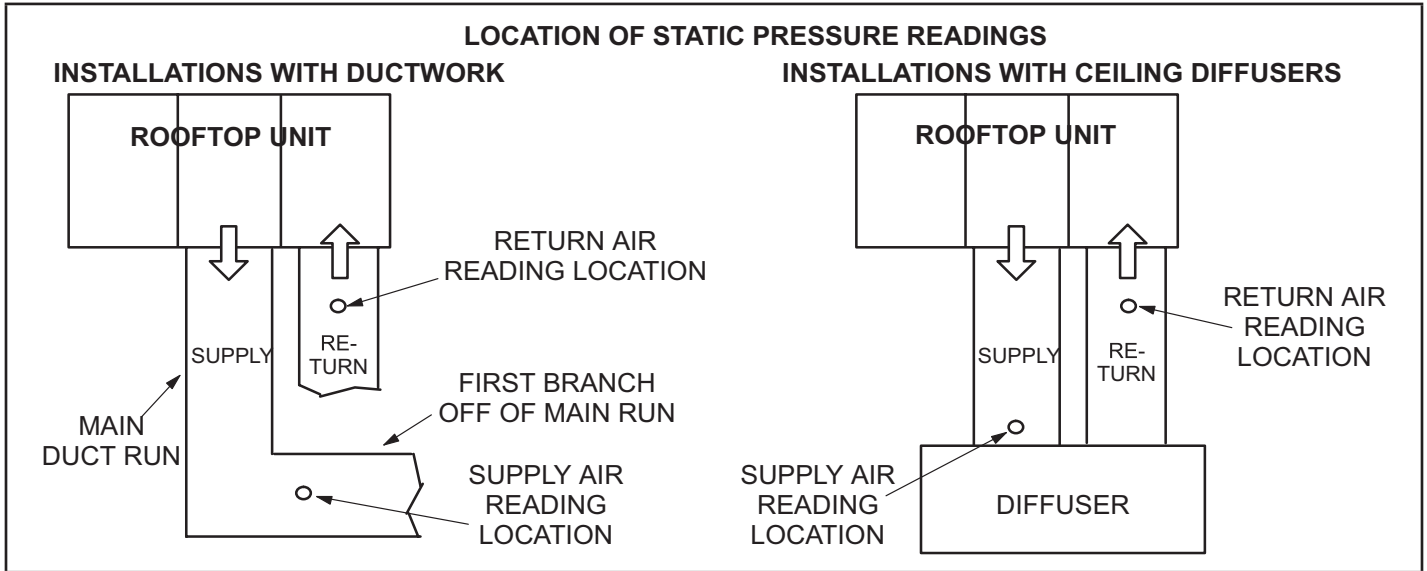 LOCATION OF STATIC PRESSURE READINGS
INSTALLATIONS WITH DUCTWORK
ROOFTOP UNIT
RETURN AIR
READING LOCATION
SUPPLY
RE-
TURN
FIRST BRANCH
OFF OF MAIN RUN
MAIN
DUCT RUN
SUPPLY AIR
READING
LOCATION
INSTALLATIONS WITH CEILING DIFFUSERS
ROOFTOP UNIT
RETURN AIR
READING
LOCATION
SUPPLY
RE-
TURN
SUPPLY AIR
READING
LOCATION
DIFFUSER